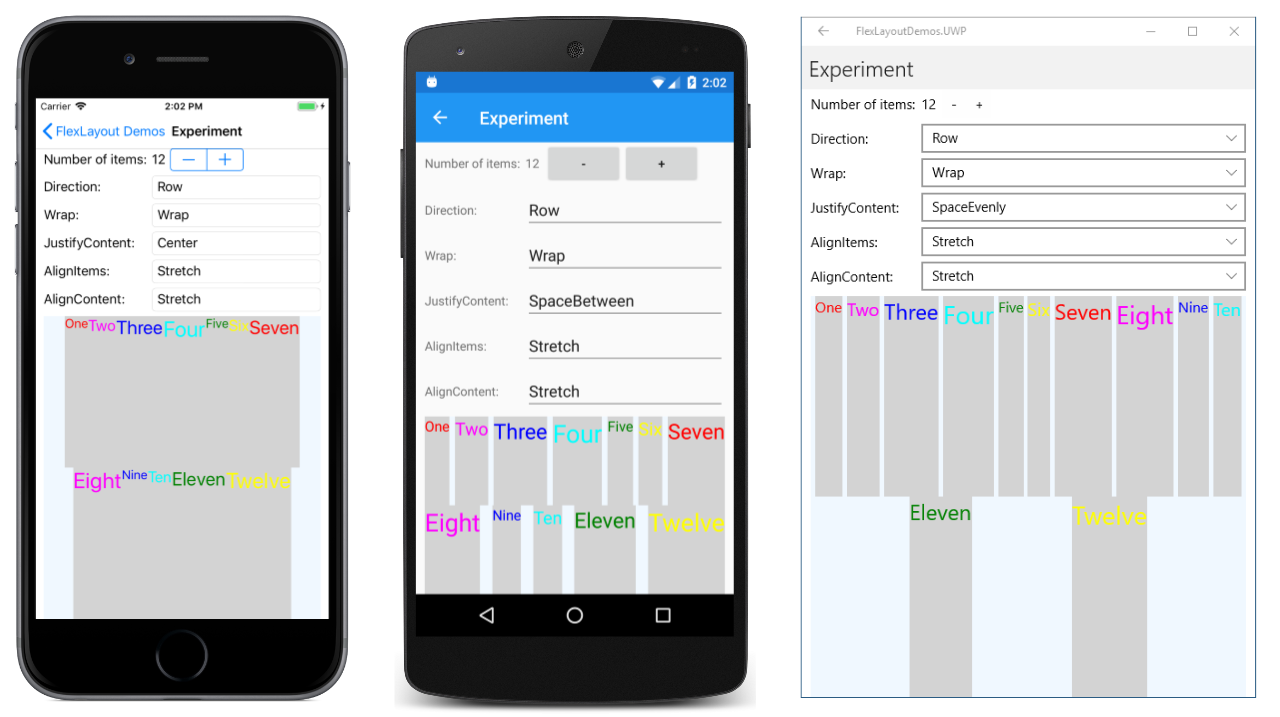 Carrier 2:02 PM
FlexLayout Demos Experiment
Number of items: 12 − +
Direction: Row
Wrap: Wrap
JustifyContent: Center
AlignItems: Stretch
AlignContent: Stretch
One Two Three Four Five Six Seven
Eight Nine Ten Eleven Twelve
2:02
Experiment
Number of items: 12 - +
Direction: Row
Wrap: Wrap
JustifyContent: SpaceBetween
AlignItems: Stretch
AlignContent: Stretch
One Two Three Four Five Six Seven
Eight Nine Ten Eleven Twelve
FlexLayoutDemos.UWP
Experiment
Number of items: 12 - +
Direction: Row
Wrap: Wrap
JustifyContent: SpaceEvenly
AlignItems: Stretch
AlignContent: Stretch
One Two Three Four Five Six Seven Eight Nine Ten
Eleven Twelve